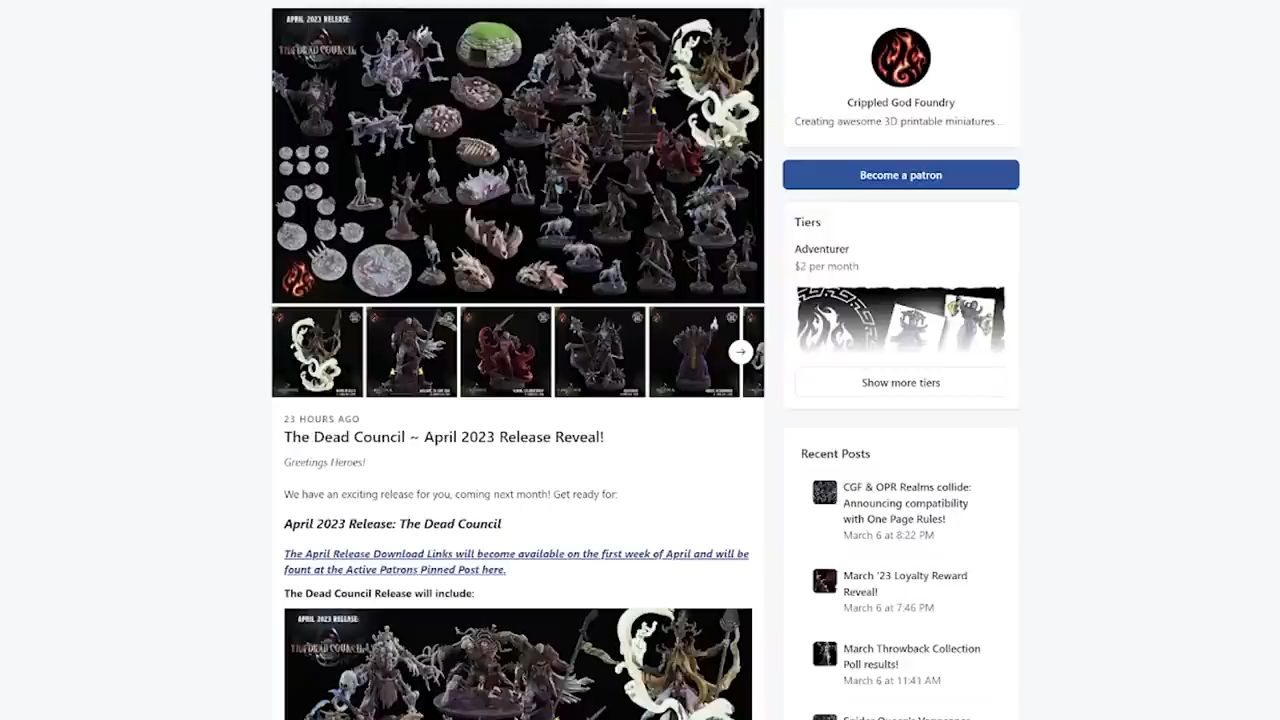 APRIL 2023 RELEASE:
THE DEAD COUNCIL
23 HOURS AGO
The Dead Council ~ April 2023 Release Reveal!
Greetings Heroes!
We have an exciting release for you, coming next month! Get ready for:
April 2023 Release: The Dead Council
The April Release Download Links will become available on the first week of April and will be
fount at the Active Patrons Pinned Post here.
The Dead Council Release will include:
APRIL 2023 RELEASE:
THE DEAD COUNCIL
Crippled God Foundry
Creating awesome 3D printable miniatures ...
Become a patron
Tiers
Adventurer
$2 per month
Show more tiers
Recent Posts
CGF & OPR Realms collide:
Announcing compatibility
with One Page Rules!
March 6 at 8:22 PM
March '23 Loyalty Reward
Reveal!
March 6 at 7:46 PM
March Throwback Collection
Poll results!
March 6 at 11:41 AM